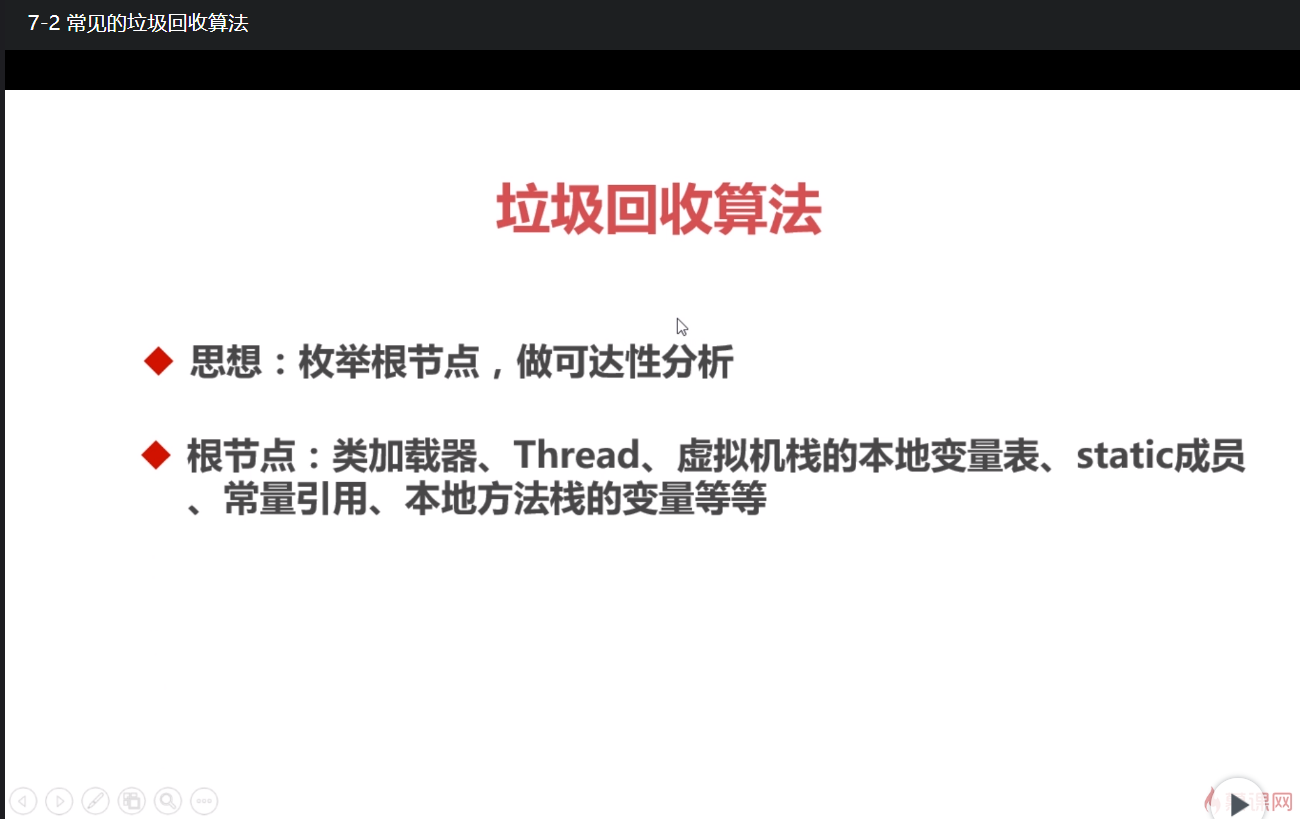 7-2 常见的垃圾回收算法
垃圾回收算法
思想：枚举根节点，做可达性分析
根节点：类加载器、Thread、虚拟机栈的本地变量表、static成员
、常量引用、本地方法栈的变量等等
课网